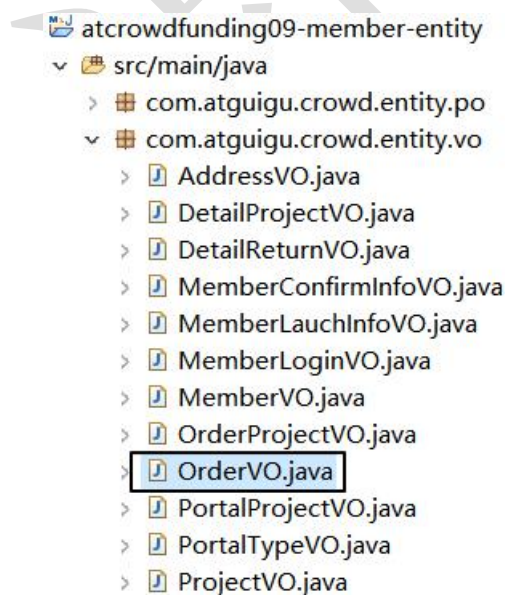 atcrowdfunding09-member-entity
src/main/java
com.atguigu.crowd.entity.po
com.atguigu.crowd.entity.vo
AddressVO.java
DetailProjectVO.java
DetailReturnVO.java
MemberConfirmInfoVO.java
MemberLauchInfoVO.java
MemberLoginVO.java
MemberVO.java
OrderProjectVO.java
OrderVO.java
PortalProjectVO.java
PortalTypeVO.java
ProjectVO.java